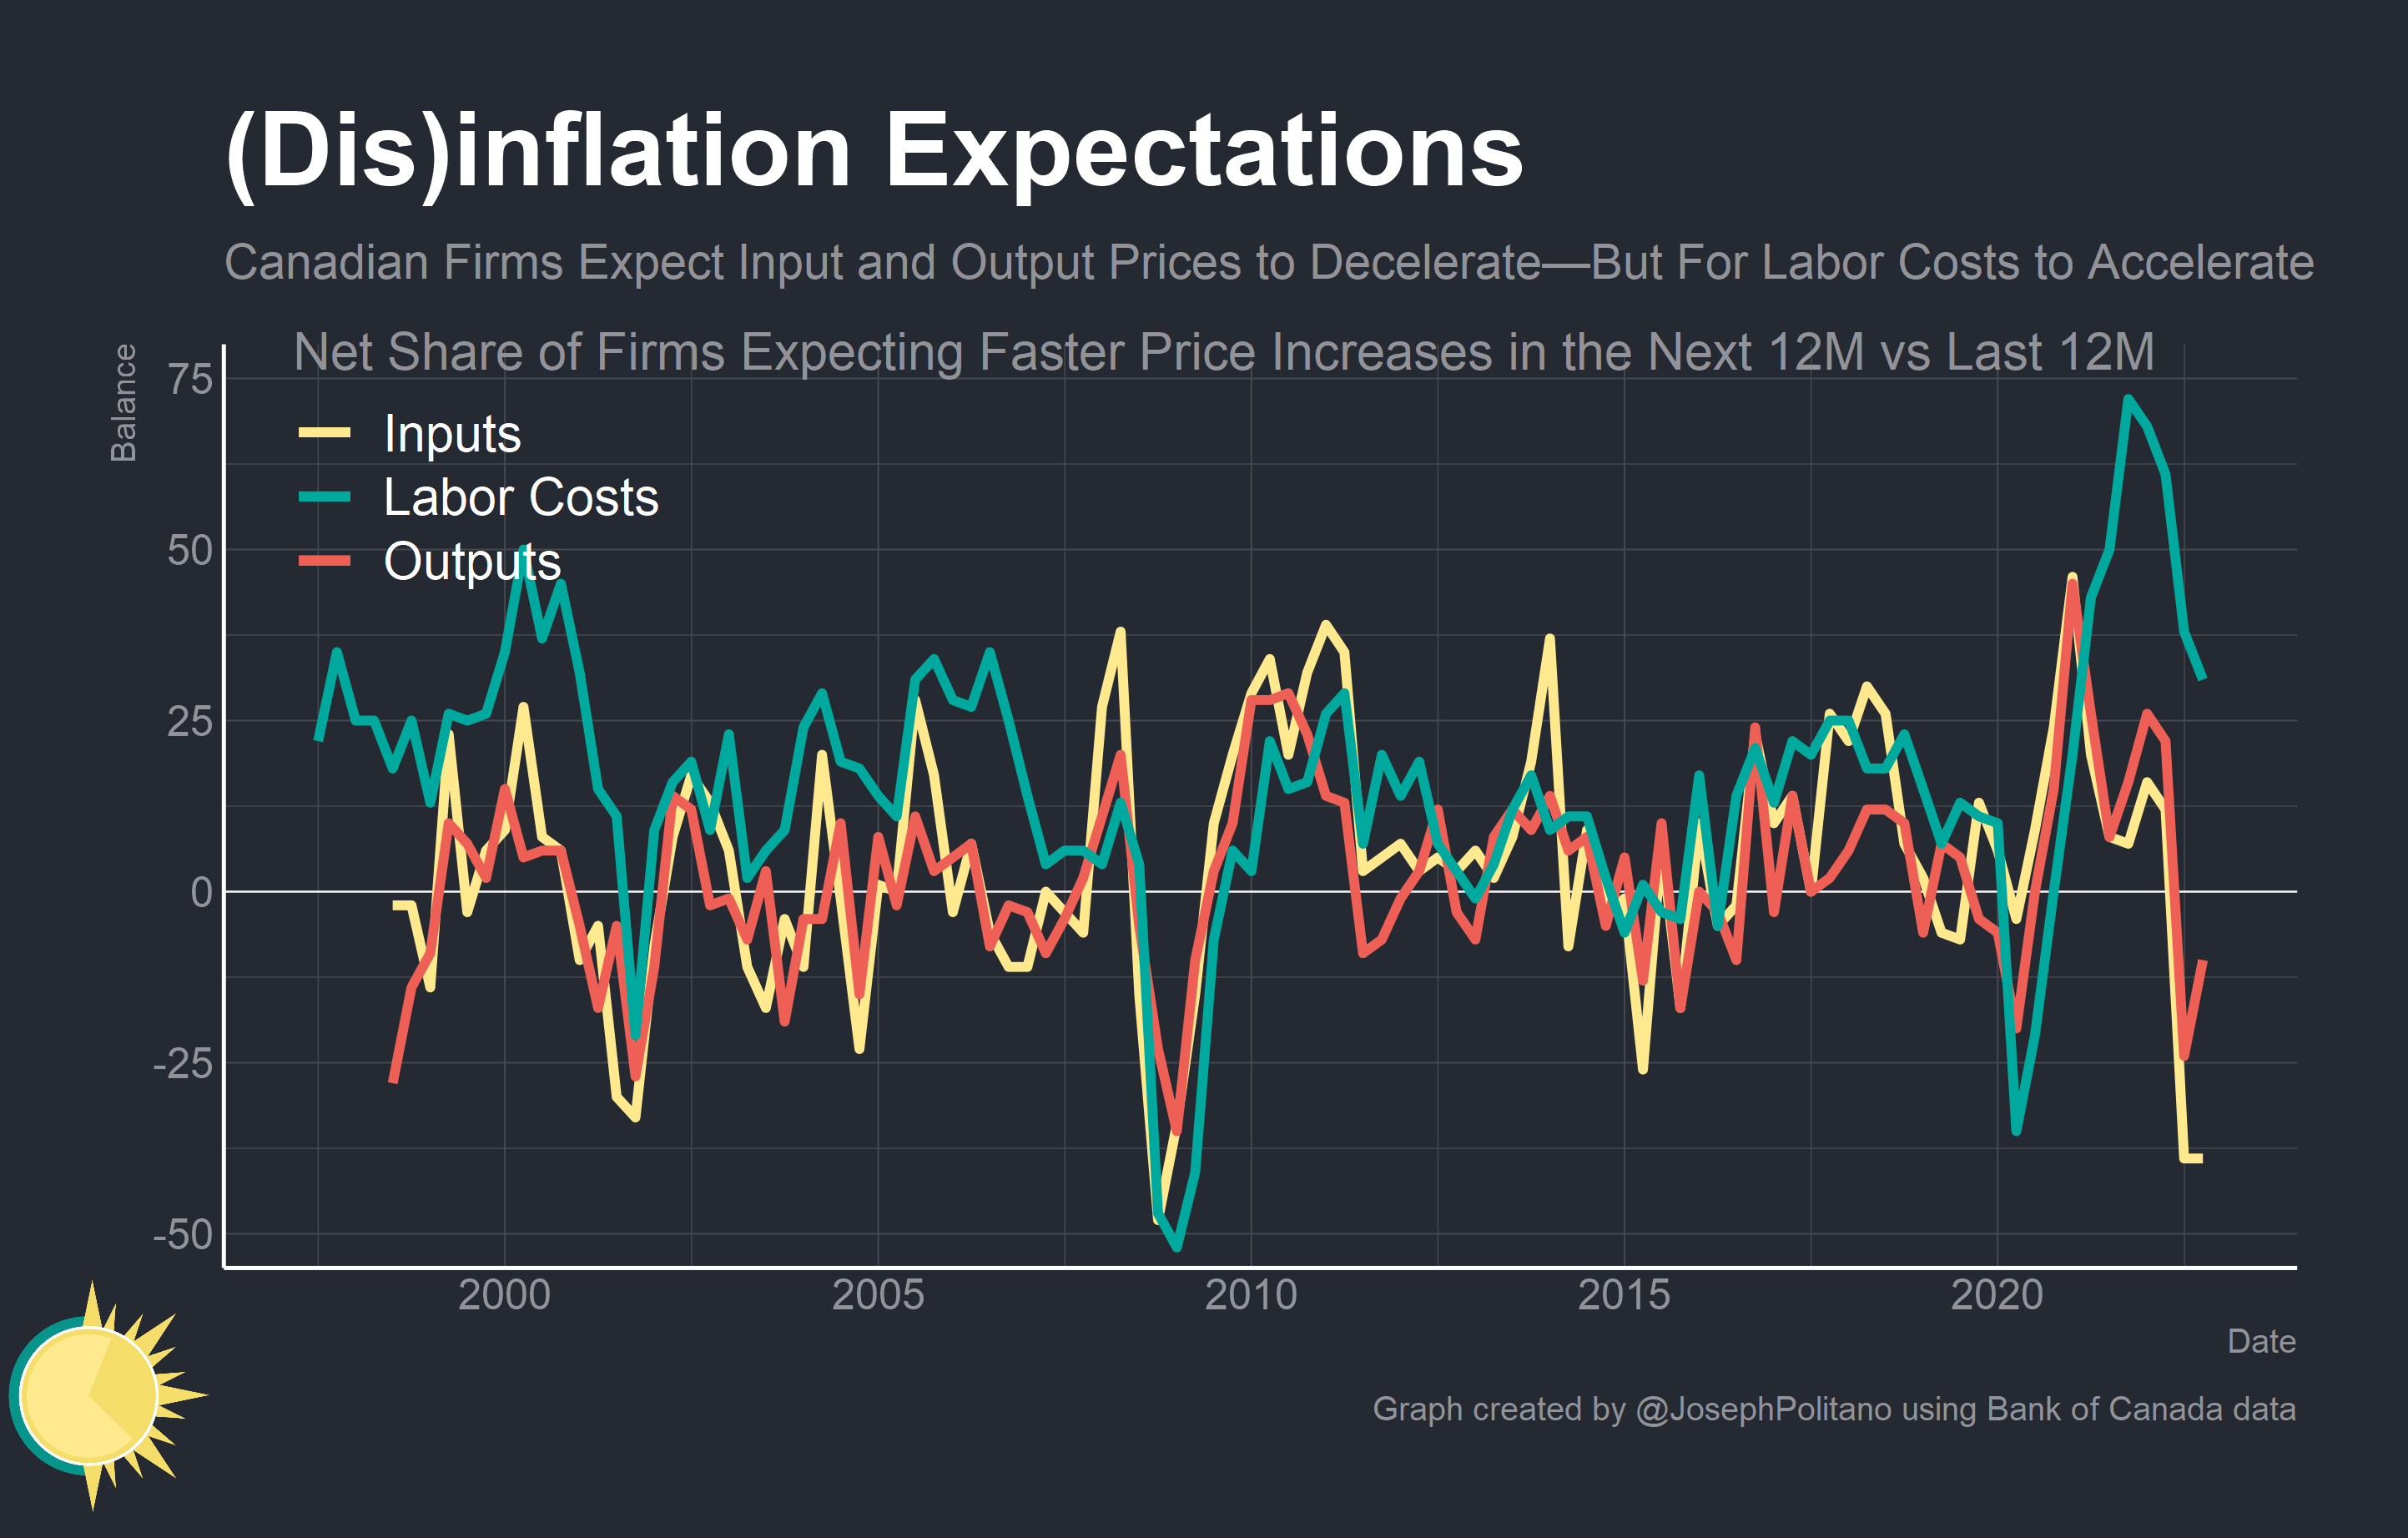 (Dis)inflation Expectations
Canadian Firms Expect Input and Output Prices to Decelerate—But For Labor Costs to Accelerate
Net Share of Firms Expecting Faster Price Increases in the Next 12M vs Last 12M
Balance
75
50
25
0
-25
-50
Inputs
Labor Costs
Outputs
2000
2005
2010
2015
2020
Date
Graph created by @JosephPolitano using Bank of Canada data